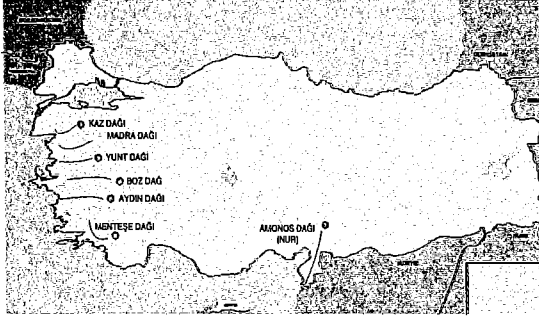 KAZ DAĞI
MADRA DAĞI
YUNT DAĞI
BOZ DAĞ
AYDIN DAĞI
MENTEŞE DAĞI
AMONOS DAĞI
(NUR)